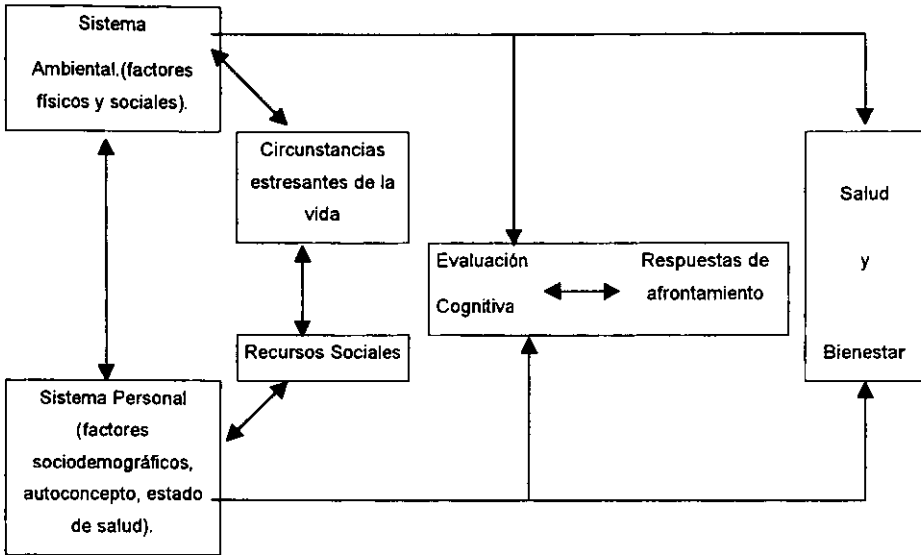 Sistema
Ambiental.(factores
físicos y sociales).
Circunstancias
estresantes de la
vida
Evaluación
Cognitiva
Respuestas de
afrontamiento
Salud
y
Bienestar
Recursos Sociales
Sistema Personal
(factores
sociodemográficos,
autoconcepto, estado
de salud).